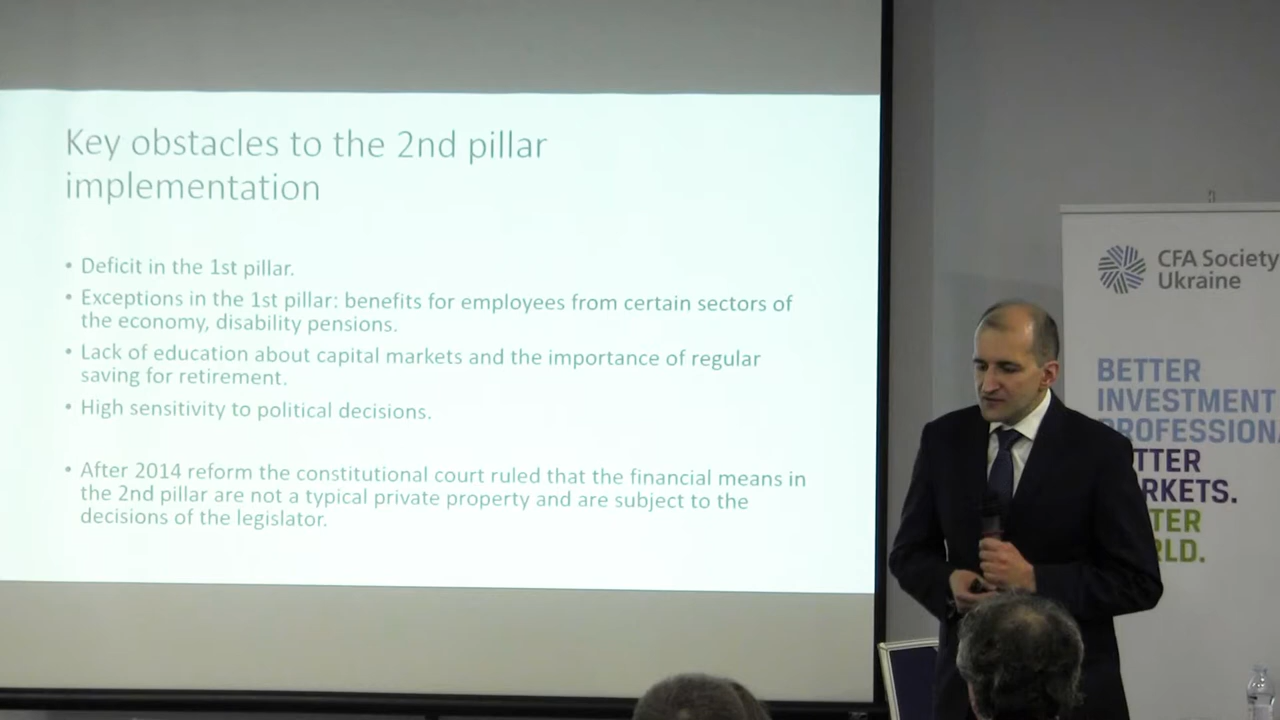 Key obstacles to the 2nd pillar
implementation
• Deficit in the 1st pillar.
• Exceptions in the 1st pillar: benefits for employees from certain sectors of
the economy, disability pensions.
• Lack of education about capital markets and the importance of regular
saving for retirement.
• High sensitivity to political decisions.
• After 2014 reform the constitutional court ruled that the financial means in
the 2nd pillar are not a typical private property and are subject to the
decisions of the legislator.
CFA Society
Ukraine
BETTER
INVESTMENT
PROFESSIONA
TTER
RKETS.
TER
RLD.